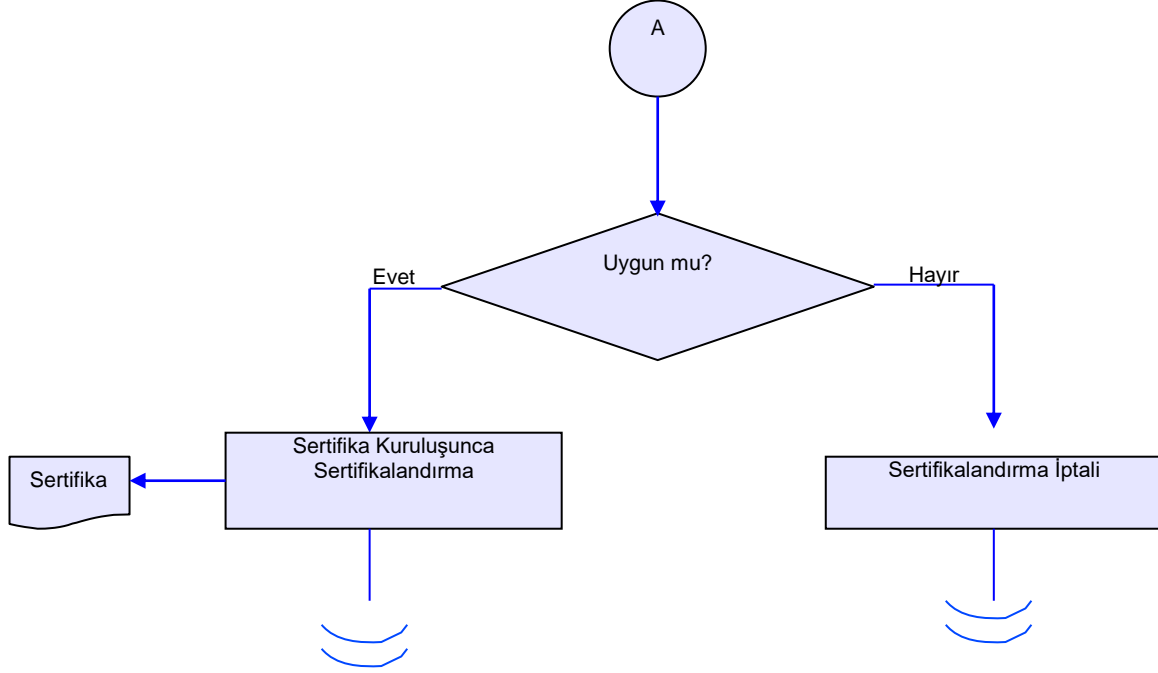 A
Uygun mu?
Evet
Hayır
Sertifika Kuruluşunca
Sertifikalandırma
Sertifika
Sertifikalandırma İptali